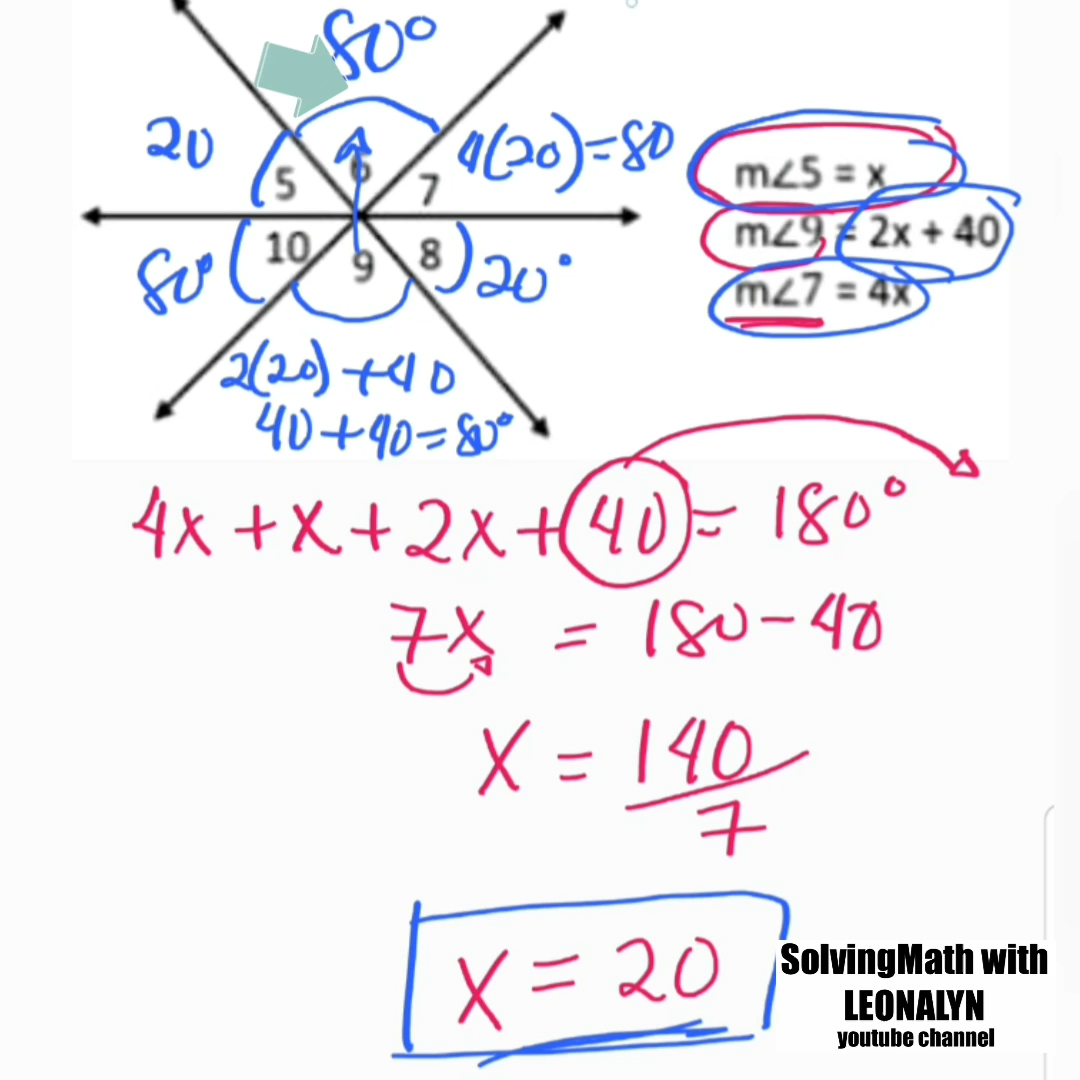 80°
20
5
6
7
4(20)=80
m∠5 = x
m∠9 = 2x + 40
m∠7 = 4x
80°
10
9
8
20°
2(20)+40
40+40=80°
4x+x+2x+40=180°
7x = 180-40
x = 140/7
x = 20
SolvingMath with
LEONALYN
youtube channel